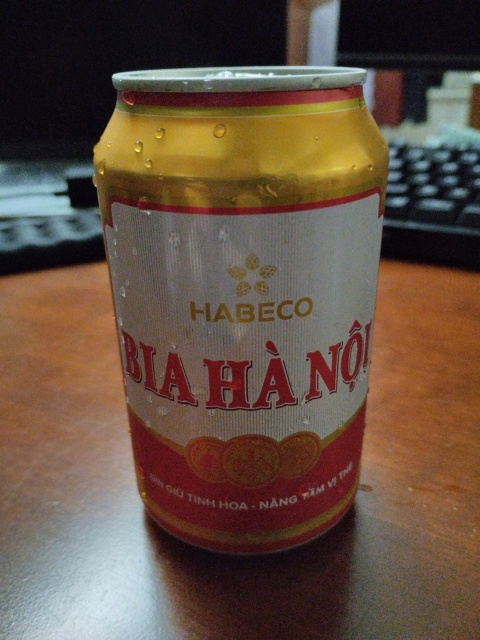 HABECO
BIA HÀ NỘI
GÌN GIỮ TINH HOA - NÂNG TẦM VỊ THẾ